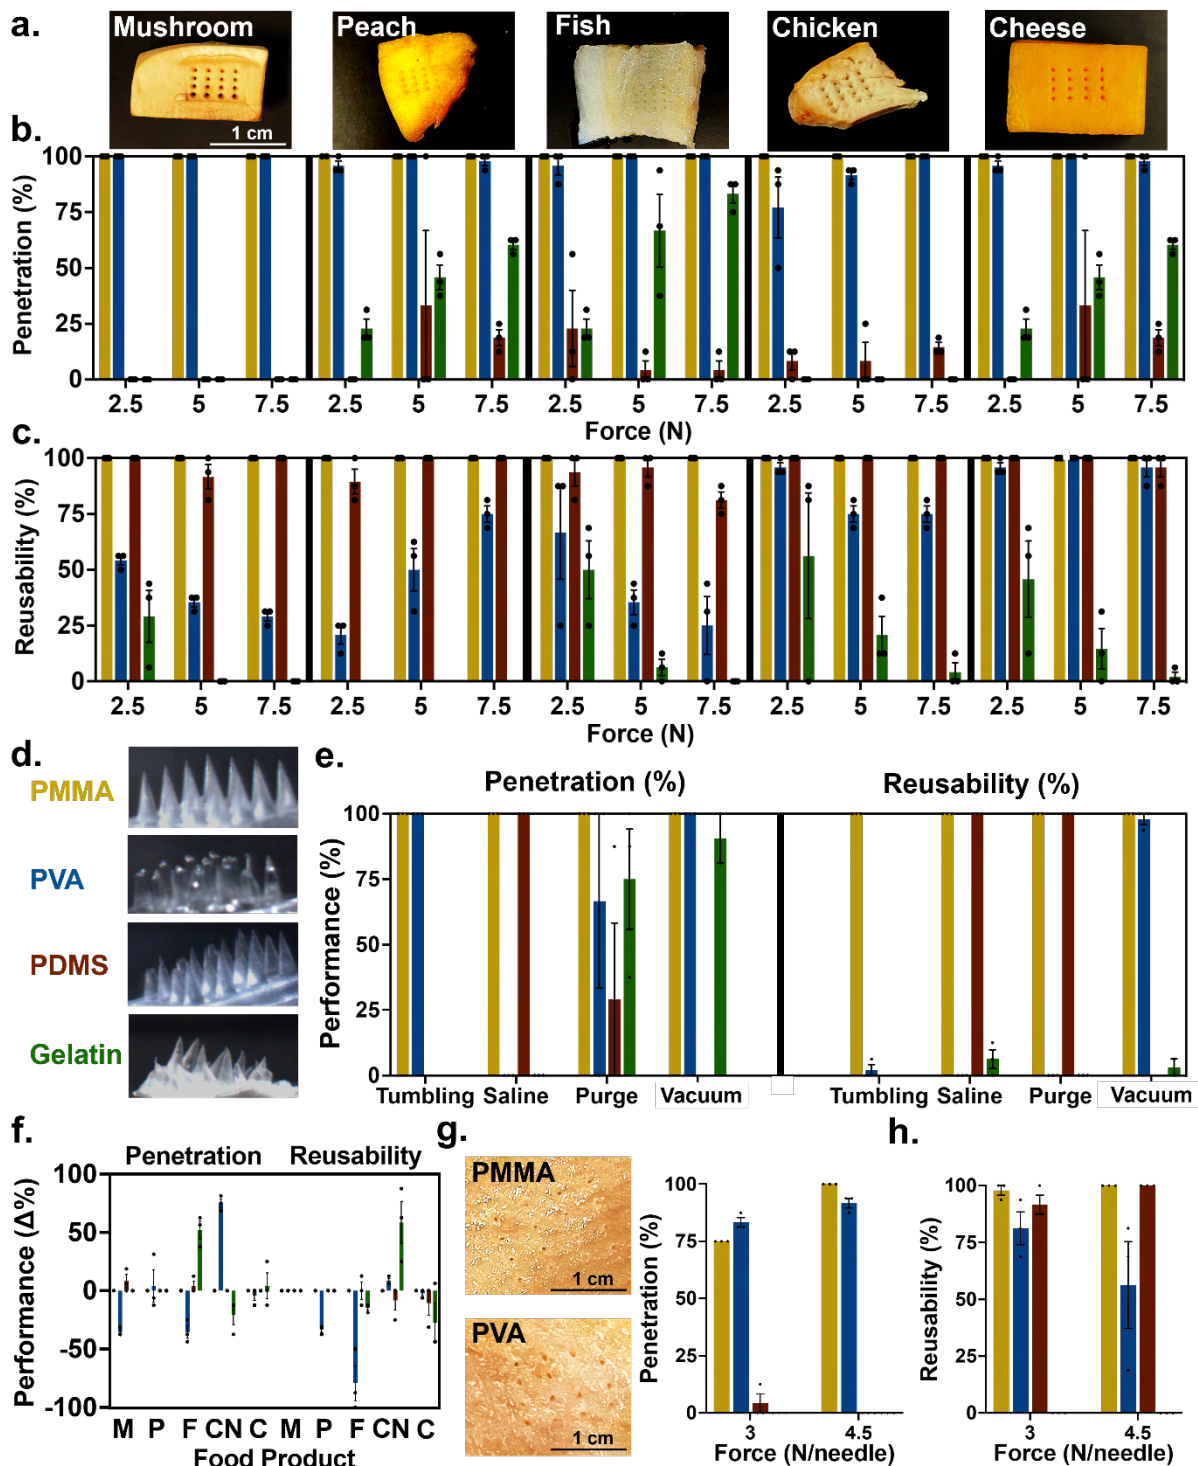 a.
Mushroom
Peach
Fish
Chicken
Cheese
1 cm
b.
Penetration (%)
100
75
50
25
0
2.5 5 7.5 2.5 5 7.5 2.5 5 7.5 2.5 5 7.5 2.5 5 7.5
Force (N)
c.
Reusability (%)
100
75
50
25
0
2.5 5 7.5 2.5 5 7.5 2.5 5 7.5 2.5 5 7.5 2.5 5 7.5
Force (N)
d.
PMMA
PVA
PDMS
Gelatin
e.
Penetration (%)
Reusability (%)
Performance (%)
100
75
50
25
0
Tumbling Saline Purge Vacuum Tumbling Saline Purge Vacuum
f.
Penetration Reusability
Performance (Δ%)
100
50
0
-50
-100
M P F CN C M P F CN C
Food Product
g.
PMMA
1 cm
PVA
1 cm
Penetration (%)
100
75
50
25
0
3 4.5
Force (N/needle)
h.
Reusability (%)
100
75
50
25
0
3 4.5
Force (N/needle)